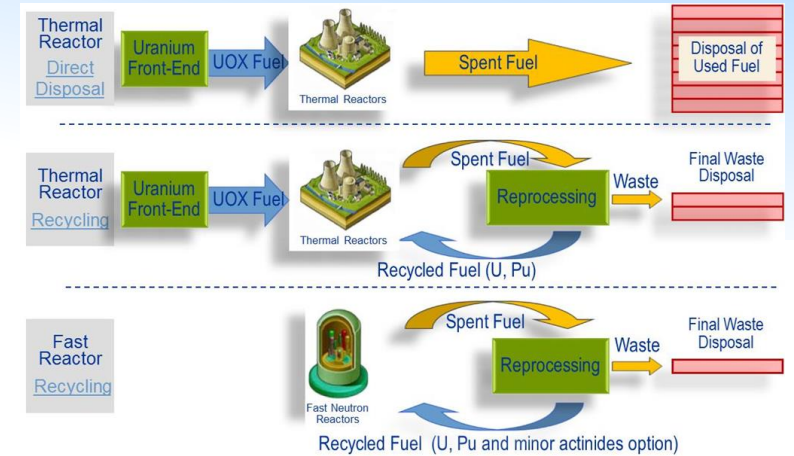 Thermal
Reactor
Direct
Disposal
Uranium
Front-End
UOX Fuel
Thermal Reactors
Spent Fuel
Disposal of
Used Fuel
Thermal
Reactor
Recycling
Uranium
Front-End
UOX Fuel
Thermal Reactors
Spent Fuel
Reprocessing
Waste
Final Waste
Disposal
Recycled Fuel (U, Pu)
Fast
Reactor
Recycling
Fast Neutron
Reactors
Spent Fuel
Reprocessing
Waste
Final Waste
Disposal
Recycled Fuel (U, Pu and minor actinides option)